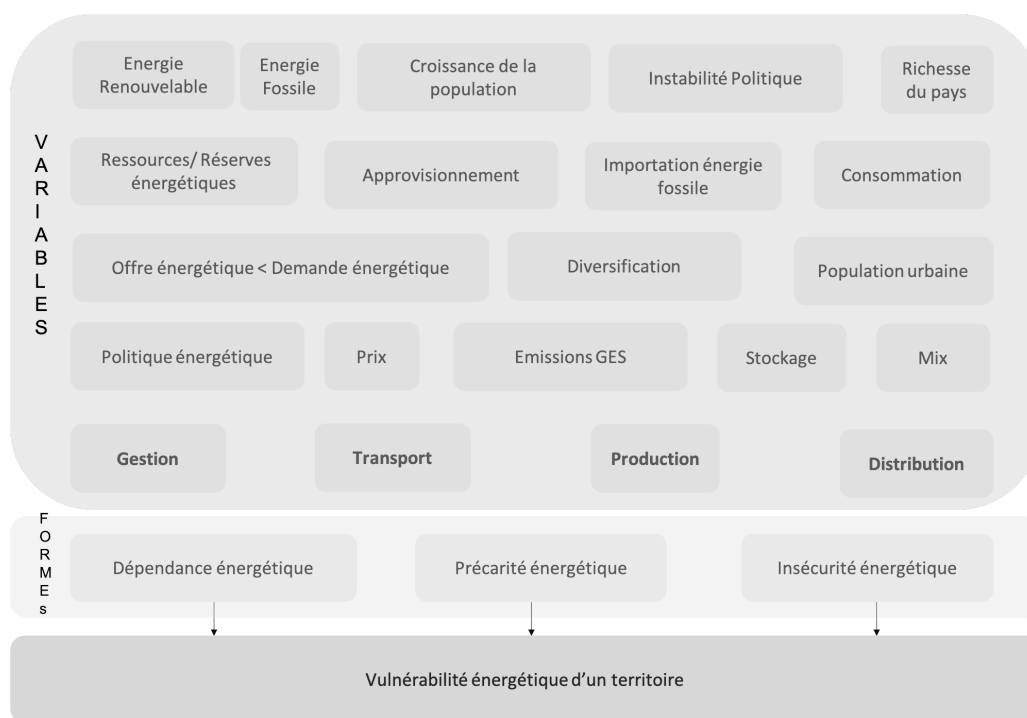 VARIABLES
Energie
Renouvelable
Energie
Fossile
Croissance de la
population
Instabilité Politique
Richesse
du pays
Ressources/ Réserves
énergétiques
Approvisionnement
Importation énergie
fossile
Consommation
Offre énergétique < Demande énergétique
Diversification
Population urbaine
Politique énergétique
Prix
Emissions GES
Stockage
Mix
Gestion
Transport
Production
Distribution
FORMEs
Dépendance énergétique
Précarité énergétique
Insécurité énergétique
Vulnérabilité énergétique d’un territoire